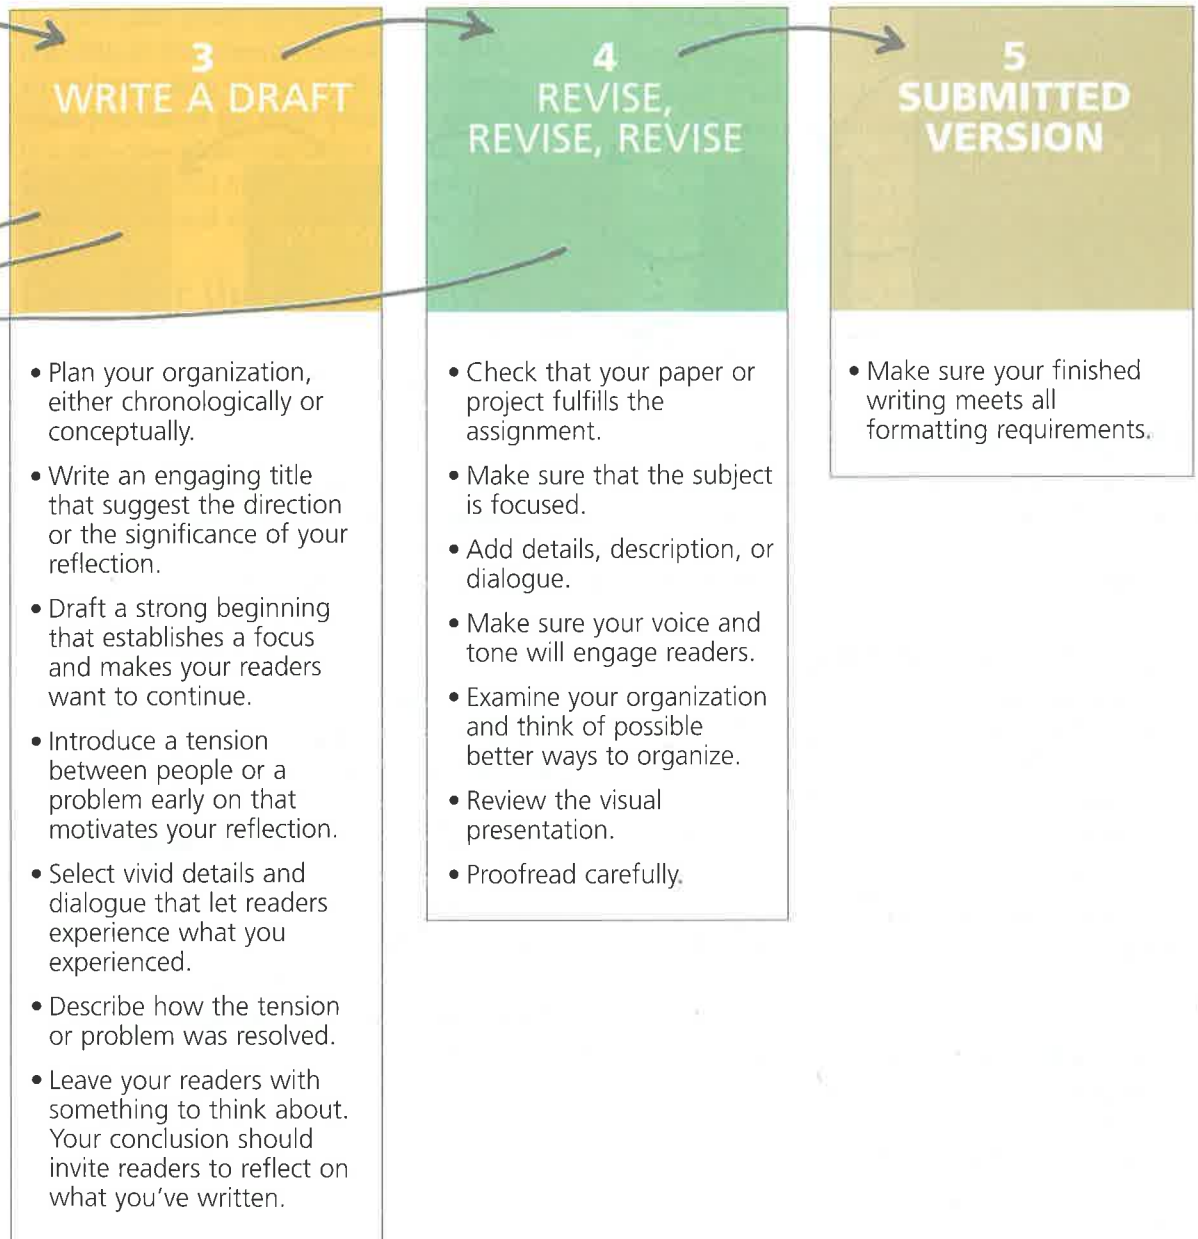 3
WRITE A DRAFT
• Plan your organization,
either chronologically or
conceptually.
• Write an engaging title
that suggest the direction
or the significance of your
reflection.
• Draft a strong beginning
that establishes a focus
and makes your readers
want to continue.
• Introduce a tension
between people or a
problem early on that
motivates your reflection.
• Select vivid details and
dialogue that let readers
experience what you
experienced.
• Describe how the tension
or problem was resolved.
• Leave your readers with
something to think about.
Your conclusion should
invite readers to reflect on
what you've written.
4
REVISE,
REVISE, REVISE
• Check that your paper or
project fulfills the
assignment.
• Make sure that the subject
is focused.
• Add details, description, or
dialogue.
• Make sure your voice and
tone will engage readers.
• Examine your organization
and think of possible
better ways to organize.
• Review the visual
presentation.
• Proofread carefully.
5
SUBMITTED
VERSION
• Make sure your finished
writing meets all
formatting requirements.